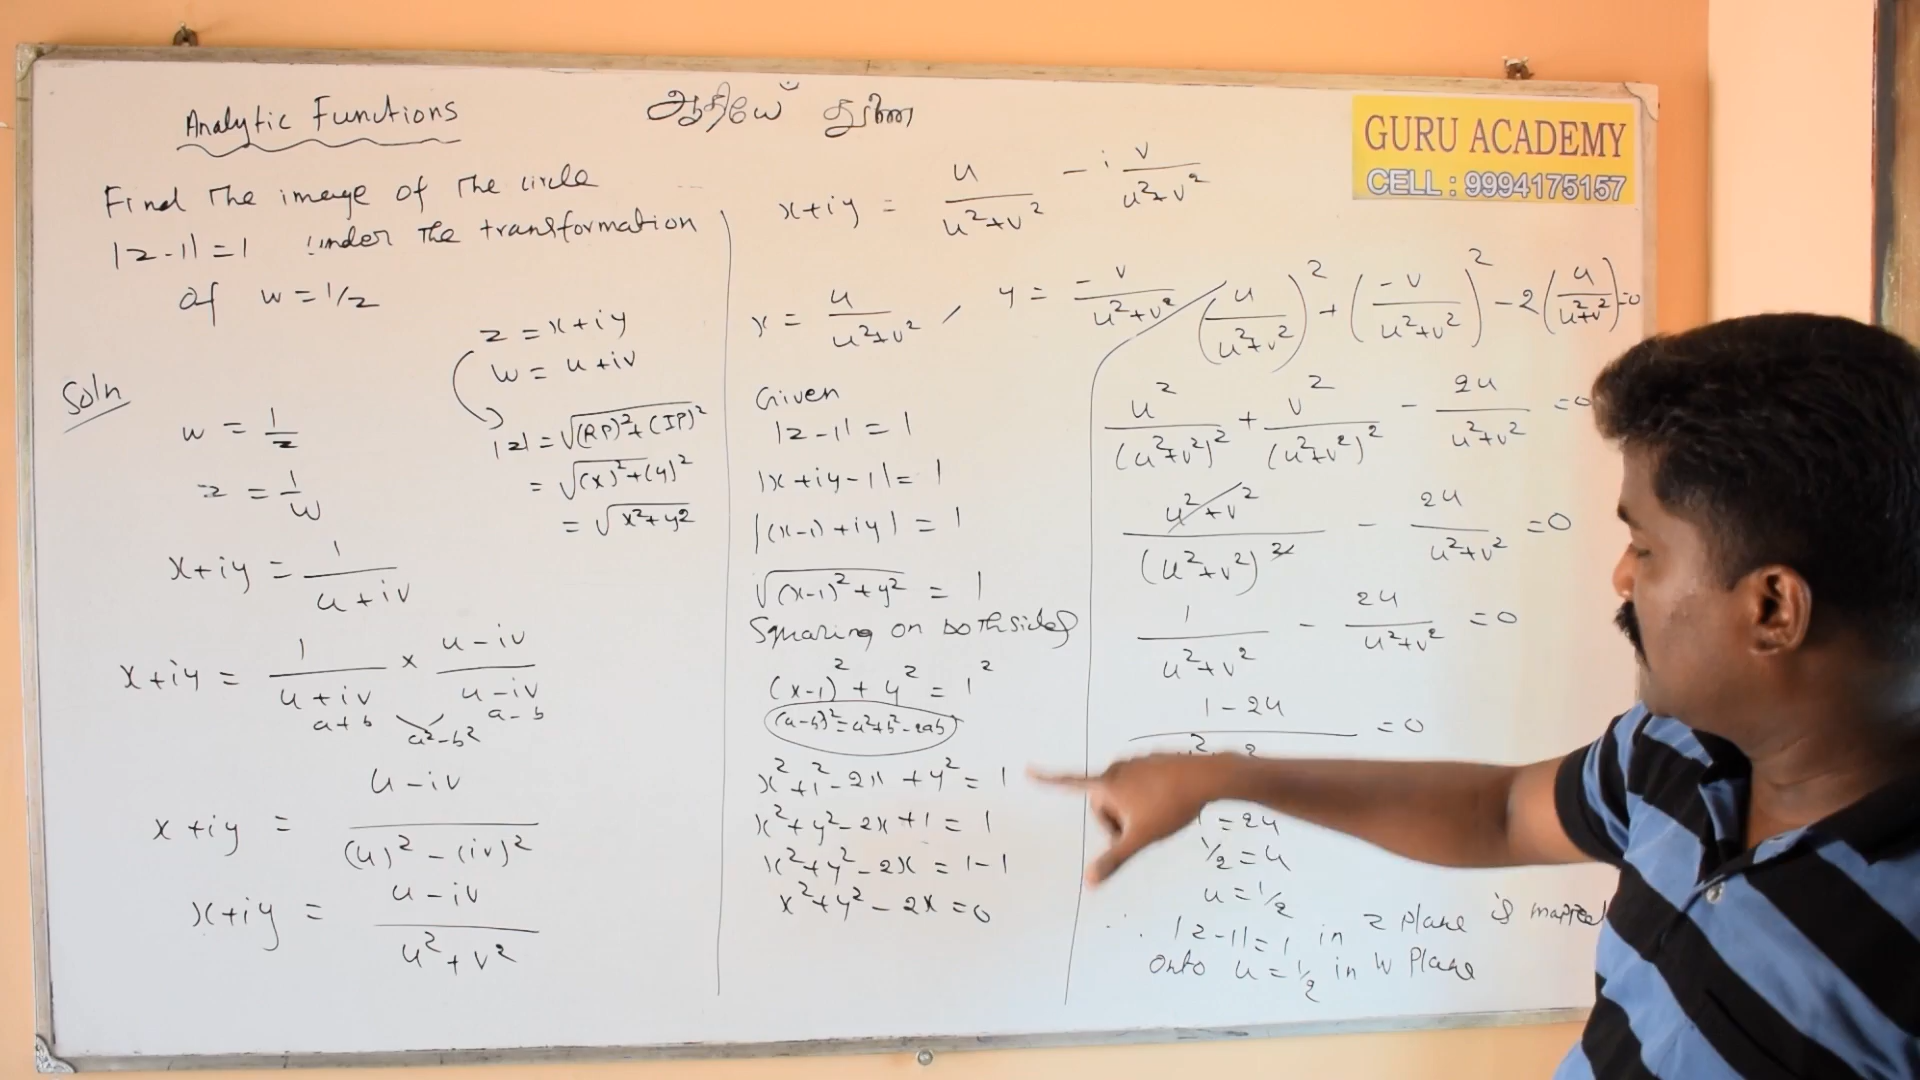 Analytic Functions
ஆதியே துணை
GURU ACADEMY
CELL : 9994175157
Find The image of The circle
|z-1| = 1 under The transformation
of w = 1/z
Soln
z = x+iy
w = u+iv
|z| = √(RP)²+(IP)²
= √(x)²+(y)²
= √x²+y²
w = 1/z
z = 1/w
x+iy = 1/(u+iv)
x+iy = 1/(u+iv) × (u-iv)/(u-iv)
a+b a-b
a²-b²
x+iy = (u-iv)/((u)²-(iv)²)
x+iy = (u-iv)/(u²+v²)
x+iy = u/(u²+v²) - i v/(u²+v²)
x = u/(u²+v²) , y = -v/(u²+v²)
Given
|z-1| = 1
|x+iy-1| = 1
|(x-1)+iy| = 1
√(x-1)²+y² = 1
Squaring on both sides
(x-1)²+y² = 1²
(a-b)²=a²+b²-2ab
x²+1²-2x+y² = 1
x²+y²-2x+1 = 1
x²+y²-2x = 1-1
x²+y²-2x = 0
(u/(u²+v²))² + (-v/(u²+v²))² - 2(u/(u²+v²)) = 0
u²/(u²+v²)² + v²/(u²+v²)² - 2u/(u²+v²) = 0
(u²+v²)/(u²+v²)² - 2u/(u²+v²) = 0
1/(u²+v²) - 2u/(u²+v²) = 0
1-2u = 0
1 = 2u
1/2 = u
u = 1/2
∴ |z-1| = 1 in z plane is mapped
onto u = 1/2 in w plane